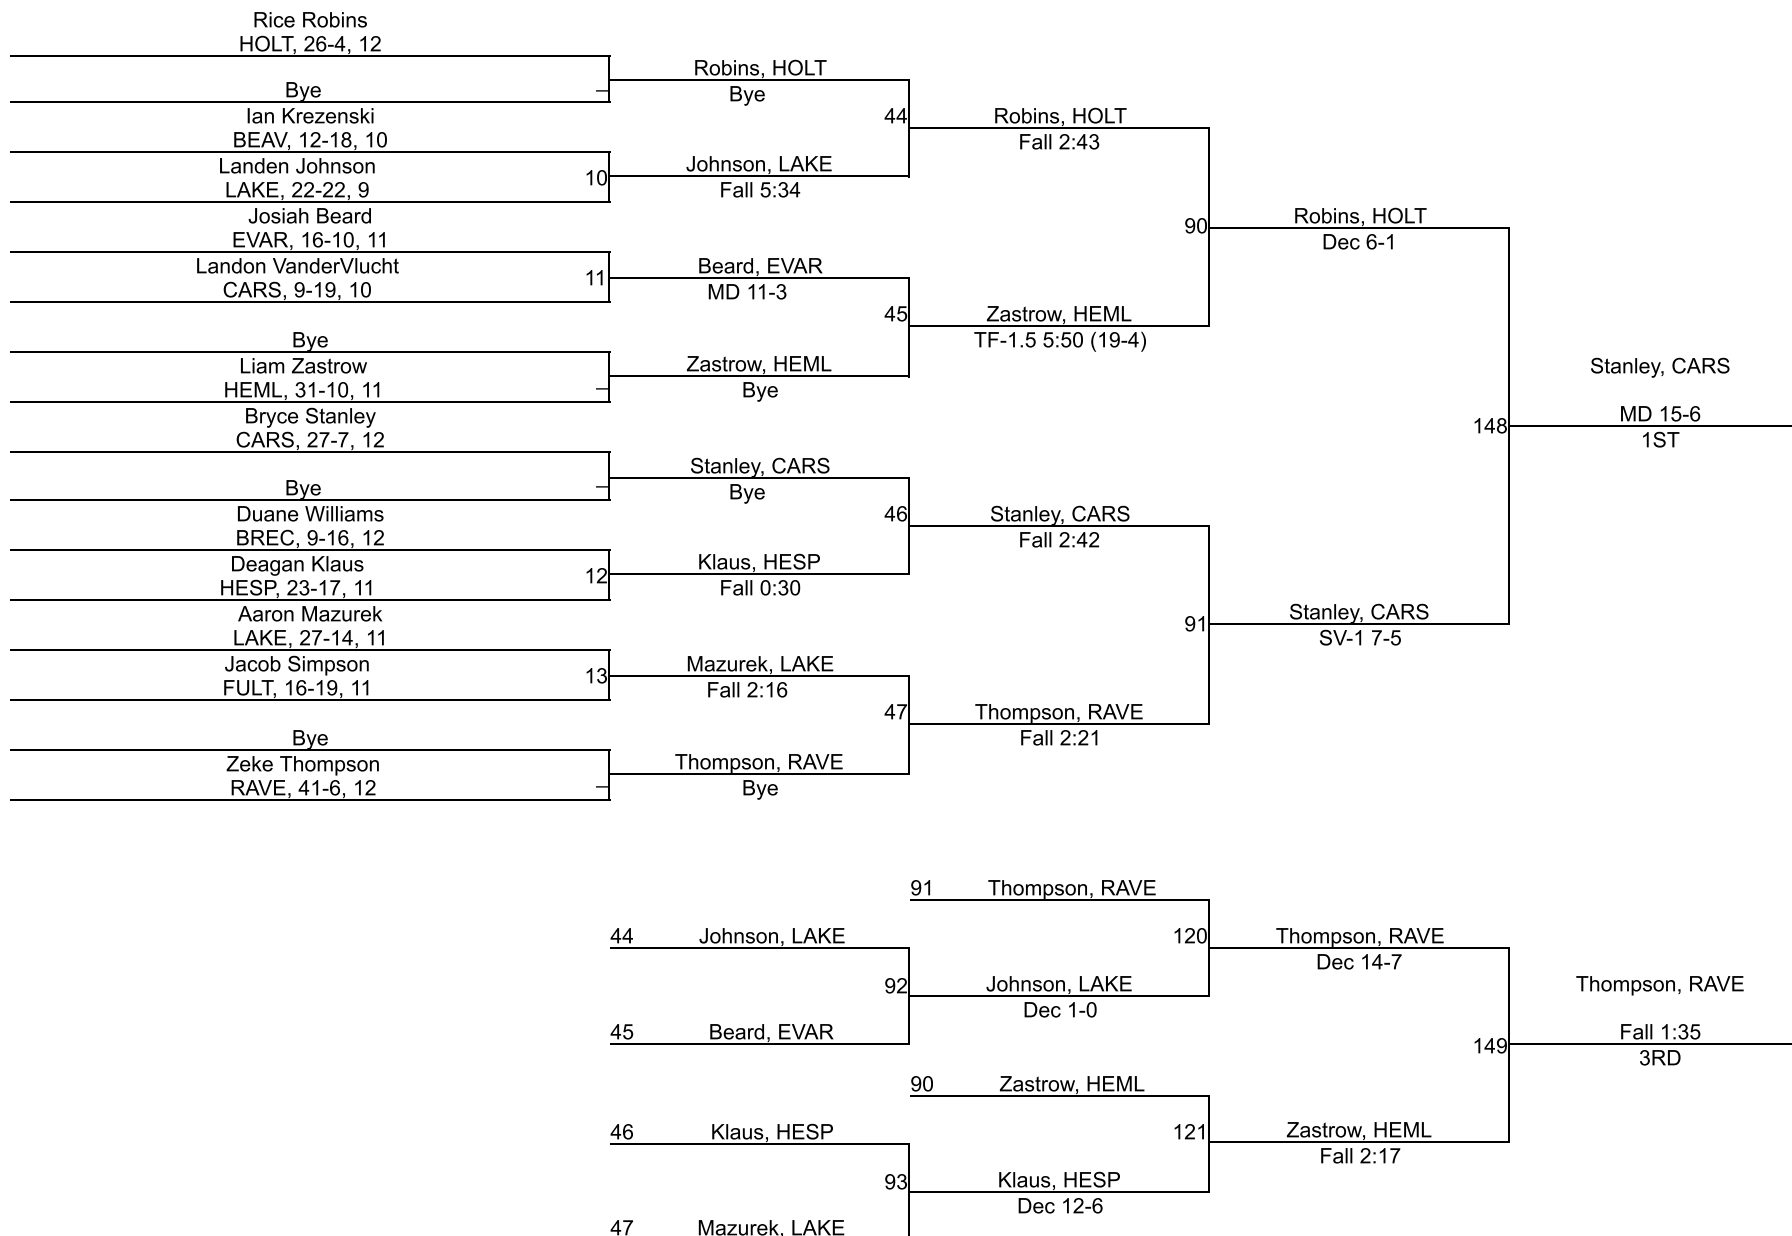 Rice Robins
HOLT, 26-4, 12
Bye
Ian Krezenski
BEAV, 12-18, 10
Landen Johnson
LAKE, 22-22, 9
10
Josiah Beard
EVAR, 16-10, 11
Landon VanderVlucht
CARS, 9-19, 10
11
Bye
Liam Zastrow
HEML, 31-10, 11
Bryce Stanley
CARS, 27-7, 12
Bye
Duane Williams
BREC, 9-16, 12
Deagan Klaus
HESP, 23-17, 11
12
Aaron Mazurek
LAKE, 27-14, 11
Jacob Simpson
FULT, 16-19, 11
13
Bye
Zeke Thompson
RAVE, 41-6, 12
Robins, HOLT
Bye
44
Johnson, LAKE
Fall 5:34
Beard, EVAR
MD 11-3
45
Zastrow, HEML
Bye
Stanley, CARS
Bye
46
Klaus, HESP
Fall 0:30
Mazurek, LAKE
Fall 2:16
47
Thompson, RAVE
Bye
Robins, HOLT
Fall 2:43
90
Zastrow, HEML
TF-1.5 5:50 (19-4)
Stanley, CARS
Fall 2:42
91
Thompson, RAVE
Fall 2:21
Robins, HOLT
Dec 6-1
148
Stanley, CARS
SV-1 7-5
Stanley, CARS
MD 15-6
1ST
44 Johnson, LAKE
92
45 Beard, EVAR
46 Klaus, HESP
93
47 Mazurek, LAKE
91 Thompson, RAVE
120
Johnson, LAKE
Dec 1-0
90 Zastrow, HEML
121
Klaus, HESP
Dec 12-6
Thompson, RAVE
Dec 14-7
149
Zastrow, HEML
Fall 2:17
Thompson, RAVE
Fall 1:35
3RD